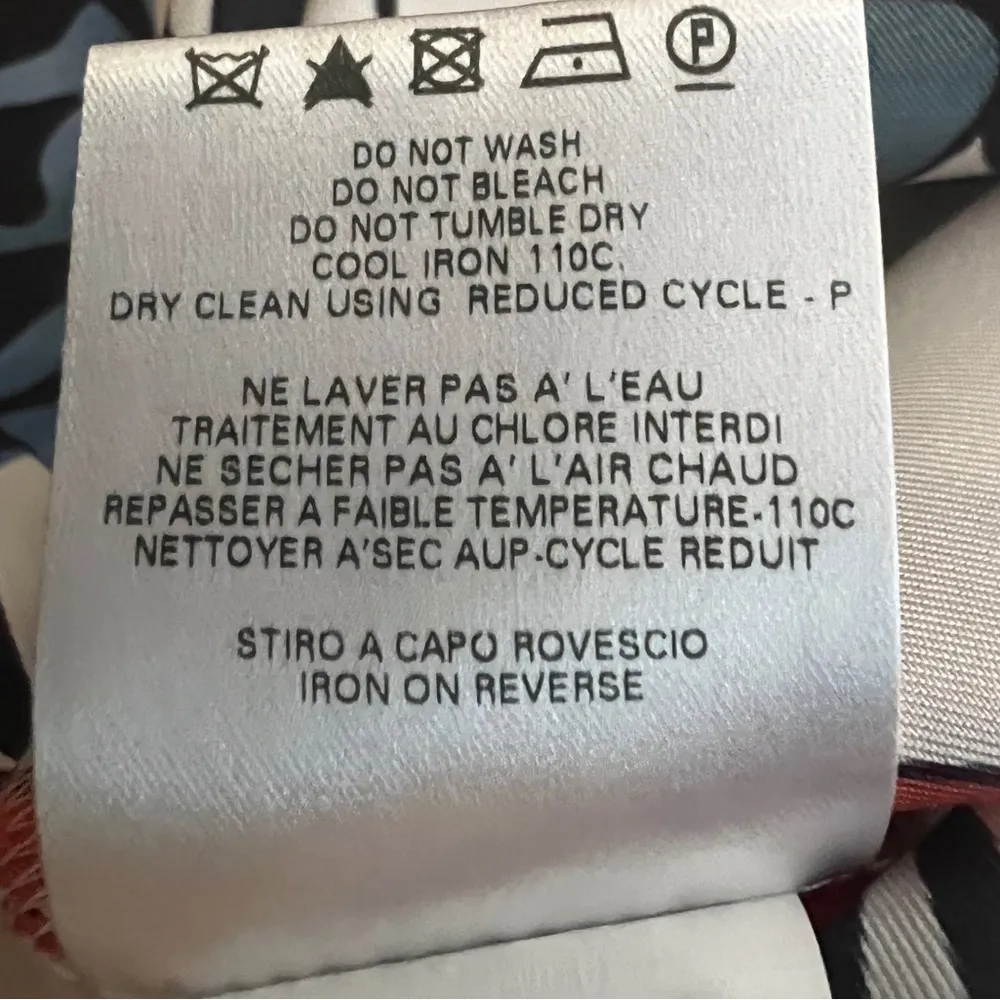 P
DO NOT WASH
DO NOT BLEACH
DO NOT TUMBLE DRY
COOL IRON 110C.
DRY CLEAN USING REDUCED CYCLE - P
NE LAVER PAS A' L'EAU
TRAITEMENT AU CHLORE INTERDI
NE SECHER PAS A' L'AIR CHAUD
REPASSER A FAIBLE TEMPERATURE-110C
NETTOYER A'SEC AUP-CYCLE REDUIT
STIRO A CAPO ROVESCIO
IRON ON REVERSE